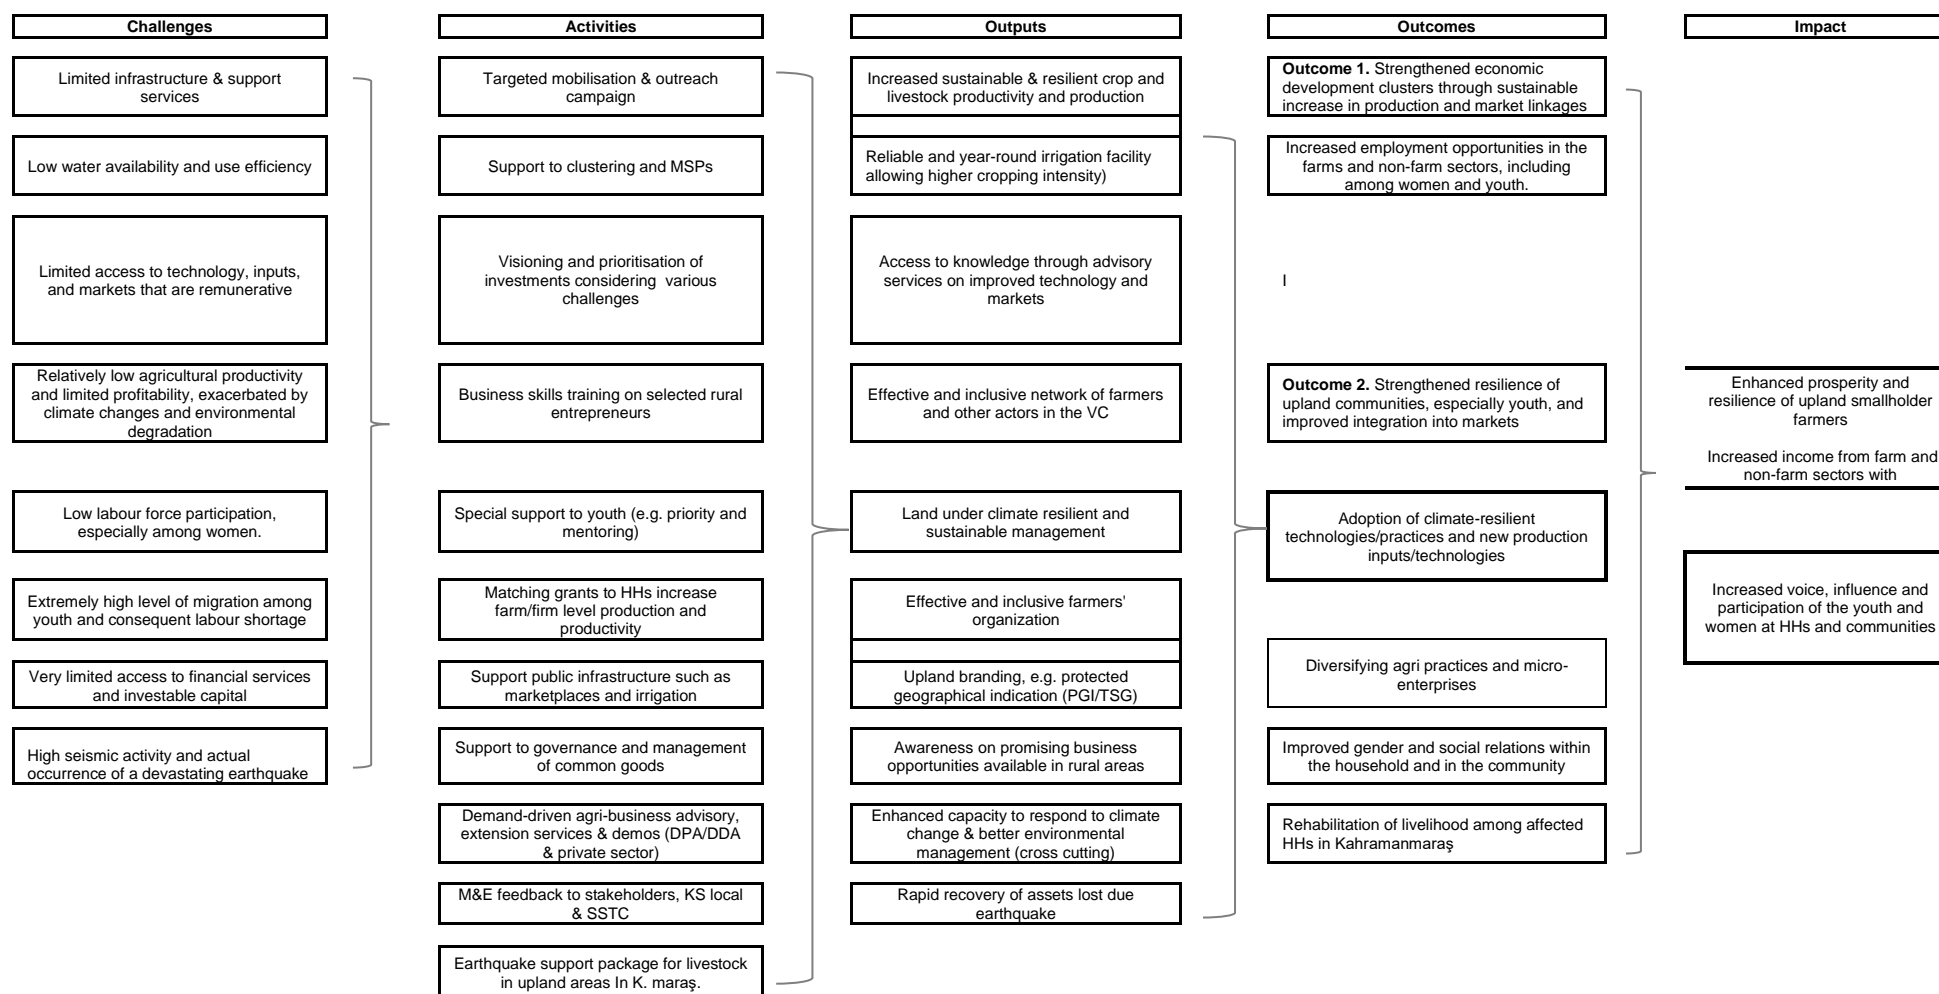 Challenges
Limited infrastructure & support
services
Low water availability and use efficiency
Limited access to technology, inputs,
and markets that are remunerative
Relatively low agricultural productivity
and limited profitability, exacerbated by
climate changes and environmental
degradation
Low labour force participation,
especially among women.
Extremely high level of migration among
youth and consequent labour shortage
Very limited access to financial services
and investable capital
High seismic activity and actual
occurrence of a devastating earthquake
Activities
Targeted mobilisation & outreach
campaign
Support to clustering and MSPs
Visioning and prioritisation of
investments considering various
challenges
Business skills training on selected rural
entrepreneurs
Special support to youth (e.g. priority and
mentoring)
Matching grants to HHs increase
farm/firm level production and
productivity
Support public infrastructure such as
marketplaces and irrigation
Support to governance and management
of common goods
Demand-driven agri-business advisory,
extension services & demos (DPA/DDA
& private sector)
M&E feedback to stakeholders, KS local
& SSTC
Earthquake support package for livestock
in upland areas In K. maraş.
Outputs
Increased sustainable & resilient crop and
livestock productivity and production
Reliable and year-round irrigation facility
allowing higher cropping intensity)
Access to knowledge through advisory
services on improved technology and
markets
Effective and inclusive network of farmers
and other actors in the VC
Land under climate resilient and
sustainable management
Effective and inclusive farmers'
organization
Upland branding, e.g. protected
geographical indication (PGI/TSG)
Awareness on promising business
opportunities available in rural areas
Enhanced capacity to respond to climate
change & better environmental
management (cross cutting)
Rapid recovery of assets lost due
earthquake
Outcomes
Outcome 1. Strengthened economic
development clusters through sustainable
increase in production and market linkages
Increased employment opportunities in the
farms and non-farm sectors, including
among women and youth.
I
Outcome 2. Strengthened resilience of
upland communities, especially youth, and
improved integration into markets
Adoption of climate-resilient
technologies/practices and new production
inputs/technologies
Diversifying agri practices and micro-
enterprises
Improved gender and social relations within
the household and in the community
Rehabilitation of livelihood among affected
HHs in Kahramanmaraş
Impact
Enhanced prosperity and
resilience of upland smallholder
farmers
Increased income from farm and
non-farm sectors with
Increased voice, influence and
participation of the youth and
women at HHs and communities